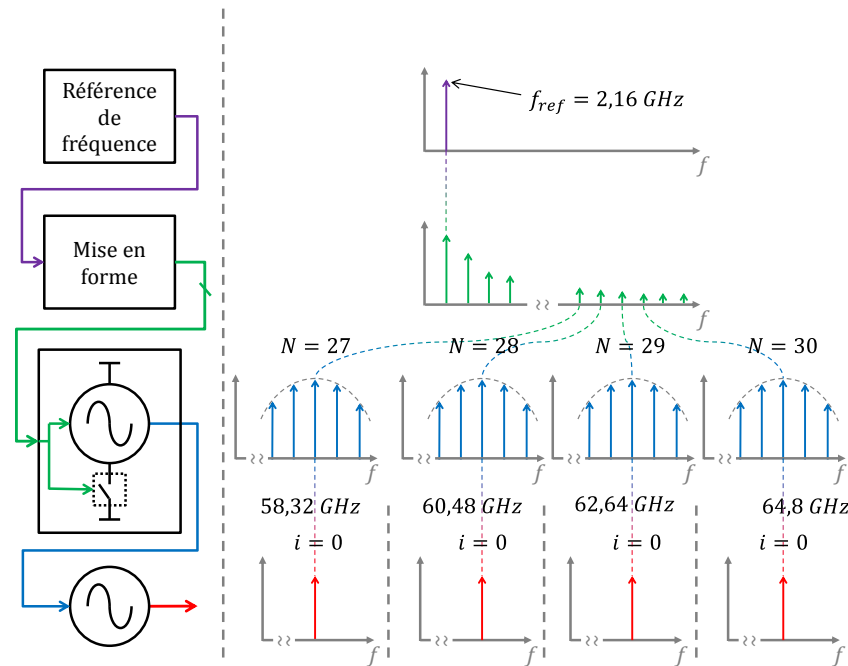 Référence
de
fréquence
f_ref = 2,16 GHz
f
Mise en
forme
f
N = 27
N = 28
N = 29
N = 30
f
f
f
f
58,32 GHz
60,48 GHz
62,64 GHz
64,8 GHz
i = 0
i = 0
i = 0
i = 0
f
f
f
f